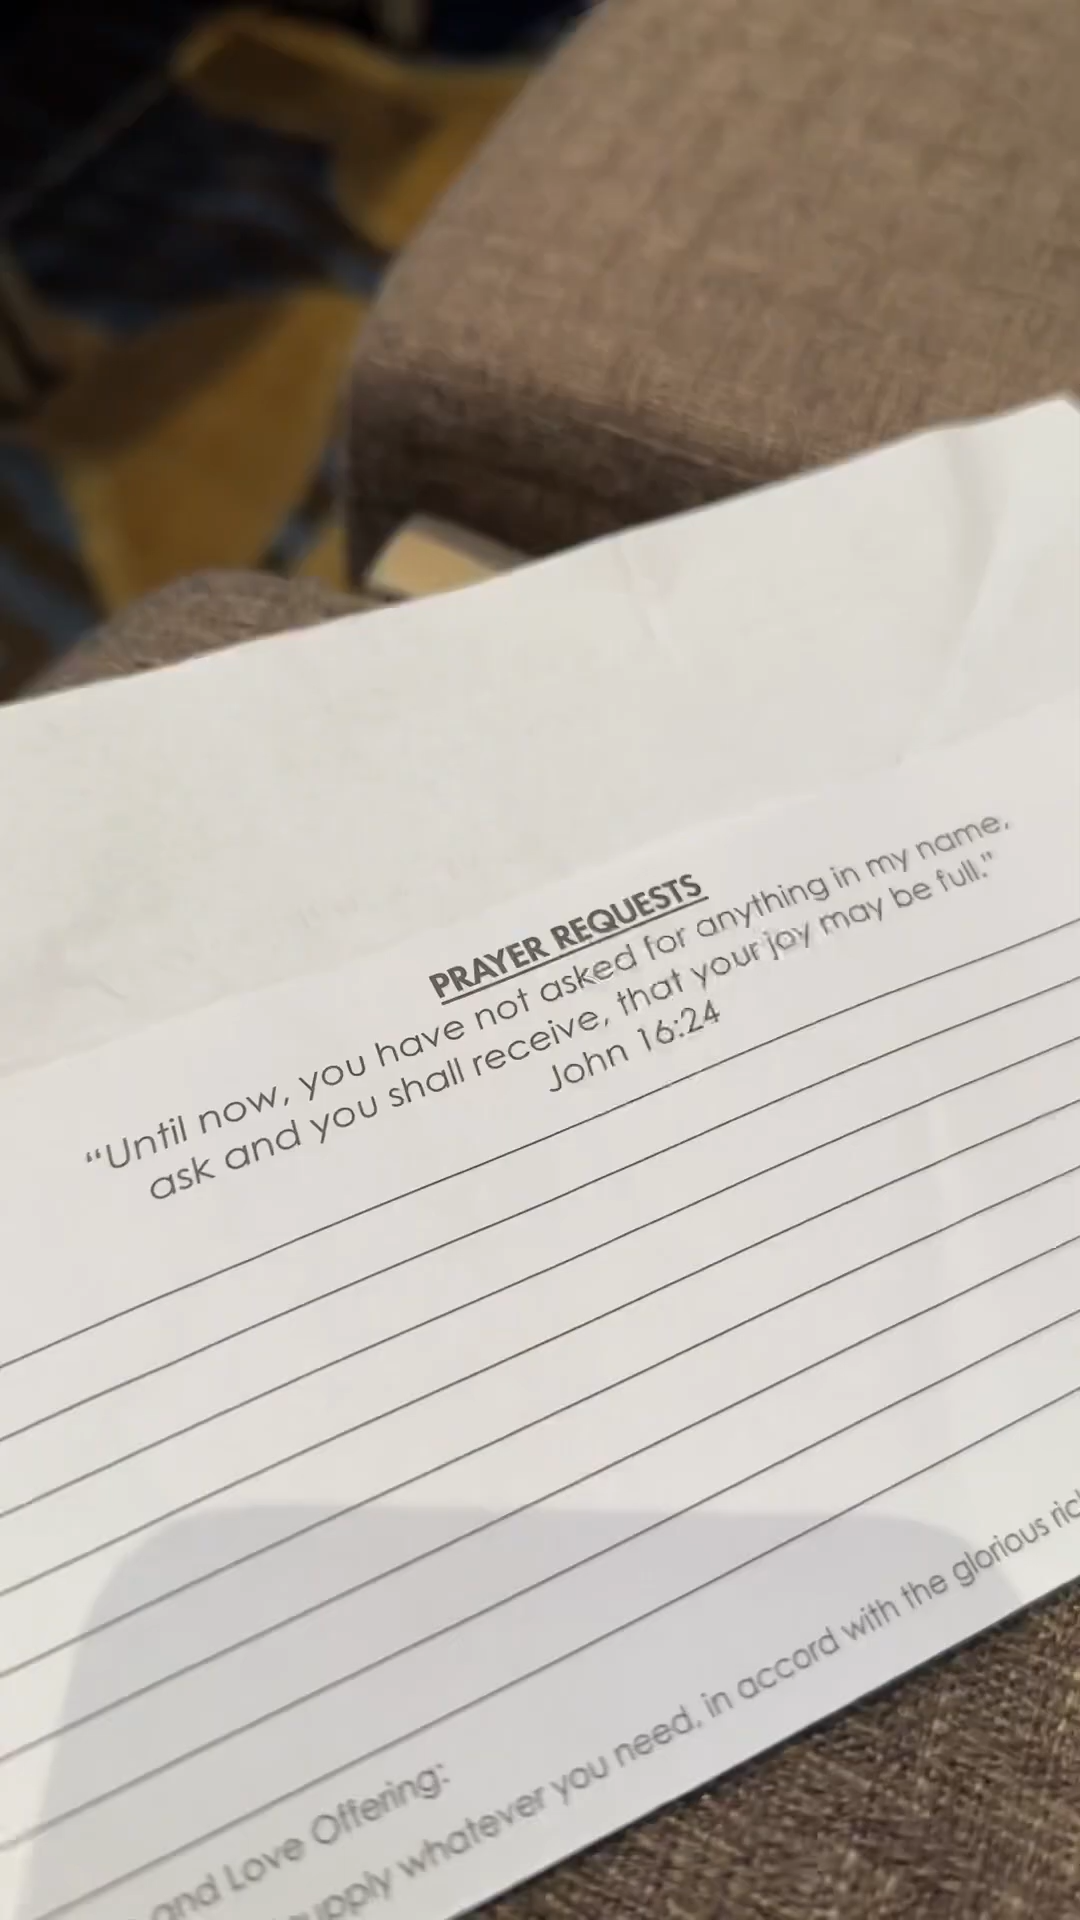 PRAYER REQUESTS
“Until now, you have not asked for anything in my name,
ask and you shall receive, that your joy may be full.”
John 16:24
and Love Offering:
supply whatever you need, in accord with the glorious